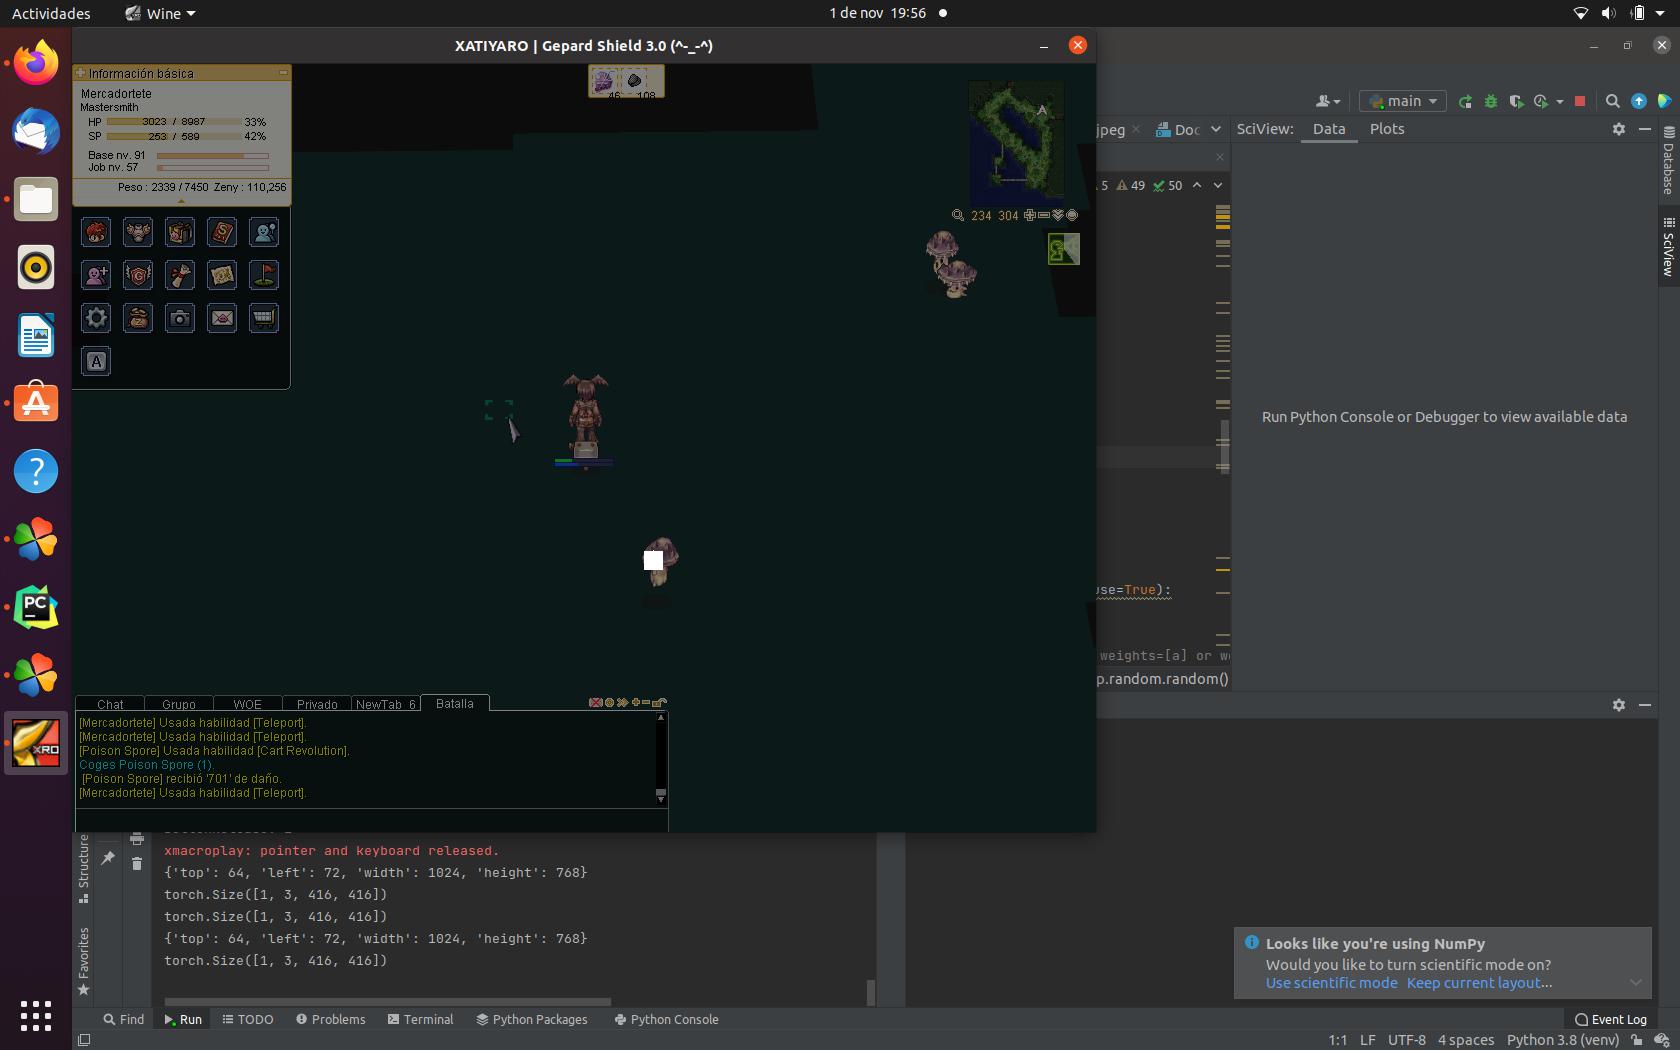 Actividades
Wine
1 de nov 19:56
XATIYARO | Gepard Shield 3.0 (^-_-^)
Información básica
Mercadortete
Mastersmith
HP 3023 / 8987 33%
SP 253 / 589 42%
Base nv. 91
Job nv. 57
Peso : 2339 / 7450 Zeny : 110,256
46 108
234 304
A
Chat Grupo WOE Privado NewTab 6 Batalla
[Mercadortete] Usada habilidad [Teleport].
[Mercadortete] Usada habilidad [Teleport].
[Poison Spore] Usada habilidad [Cart Revolution].
Coges Poison Spore (1).
[Poison Spore] recibió '701' de daño.
[Mercadortete] Usada habilidad [Teleport].
main
jpeg
Doc
SciView: Data Plots
5 49 50
Database
SciView
Run Python Console or Debugger to view available data
use=True):
weights=[a] or
p.random.random()
PC
XRO
Structure
Favorites
xmacroplay: pointer and keyboard released.
{'top': 64, 'left': 72, 'width': 1024, 'height': 768}
torch.Size([1, 3, 416, 416])
torch.Size([1, 3, 416, 416])
{'top': 64, 'left': 72, 'width': 1024, 'height': 768}
torch.Size([1, 3, 416, 416])
Looks like you're using NumPy
Would you like to turn scientific mode on?
Use scientific mode Keep current layout...
Find Run TODO Problems Terminal Python Packages Python Console
Event Log
1:1 LF UTF-8 4 spaces Python 3.8 (venv)